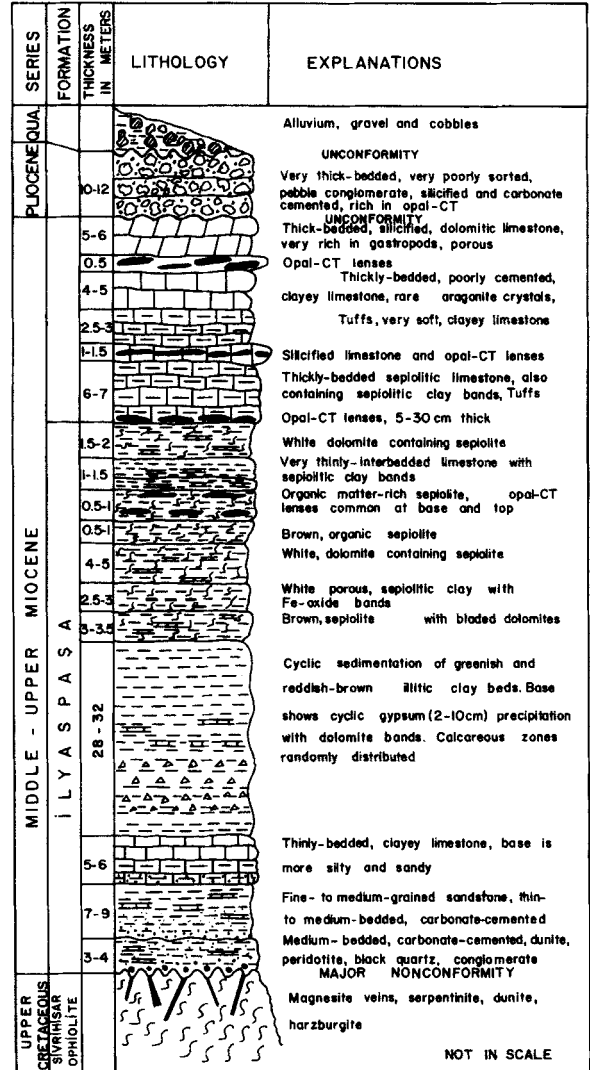 SERIES
FORMATION
THICKNESS
IN METERS
LITHOLOGY
EXPLANATIONS
QUA.
Alluvium, gravel and cobbles
UNCONFORMITY
PLIOCENE
10-12
Very thick-bedded, very poorly sorted,
pebble conglomerate, silicified and carbonate
cemented, rich in opal-CT
UNCONFORMITY
MIDDLE - UPPER MIOCENE
5-6
Thick-bedded, silicified, dolomitic limestone,
very rich in gastropods, porous
0.5
Opal-CT lenses
4-5
Thickly-bedded, poorly cemented,
clayey limestone, rare aragonite crystals,
2.5-3
Tuffs, very soft, clayey limestone
1-1.5
Silicified limestone and opal-CT lenses
6-7
Thickly-bedded sepiolitic limestone, also
containing sepiolitic clay bands, Tuffs
Opal-CT lenses, 5-30 cm thick
İLYASPAŞA
1.5-2
White dolomite containing sepiolite
1-1.5
Very thinly-interbedded limestone with
sepiolitic clay bands
0.5-1
Organic matter-rich sepiolite, opal-CT
lenses common at base and top
0.5-1
Brown, organic sepiolite
4-5
White, dolomite containing sepiolite
2.5-3
White porous, sepiolitic clay with
Fe-oxide bands
3-3.5
Brown, sepiolite with bladed dolomites
28 - 32
Cyclic sedimentation of greenish and
reddish-brown illitic clay beds. Base
shows cyclic gypsum (2-10cm) precipitation
with dolomite bands. Calcareous zones
randomly distributed
5-6
Thinly-bedded, clayey limestone, base is
more silty and sandy
7-9
Fine- to medium-grained sandstone, thin-
to medium-bedded, carbonate-cemented
3-4
Medium-bedded, carbonate-cemented, dunite,
peridotite, black quartz, conglomerate
MAJOR NONCONFORMITY
UPPER
CRETACEOUS
SİVRİHİSAR
OPHİOLİTE
Magnesite veins, serpentinite, dunite,
harzburgite
NOT IN SCALE